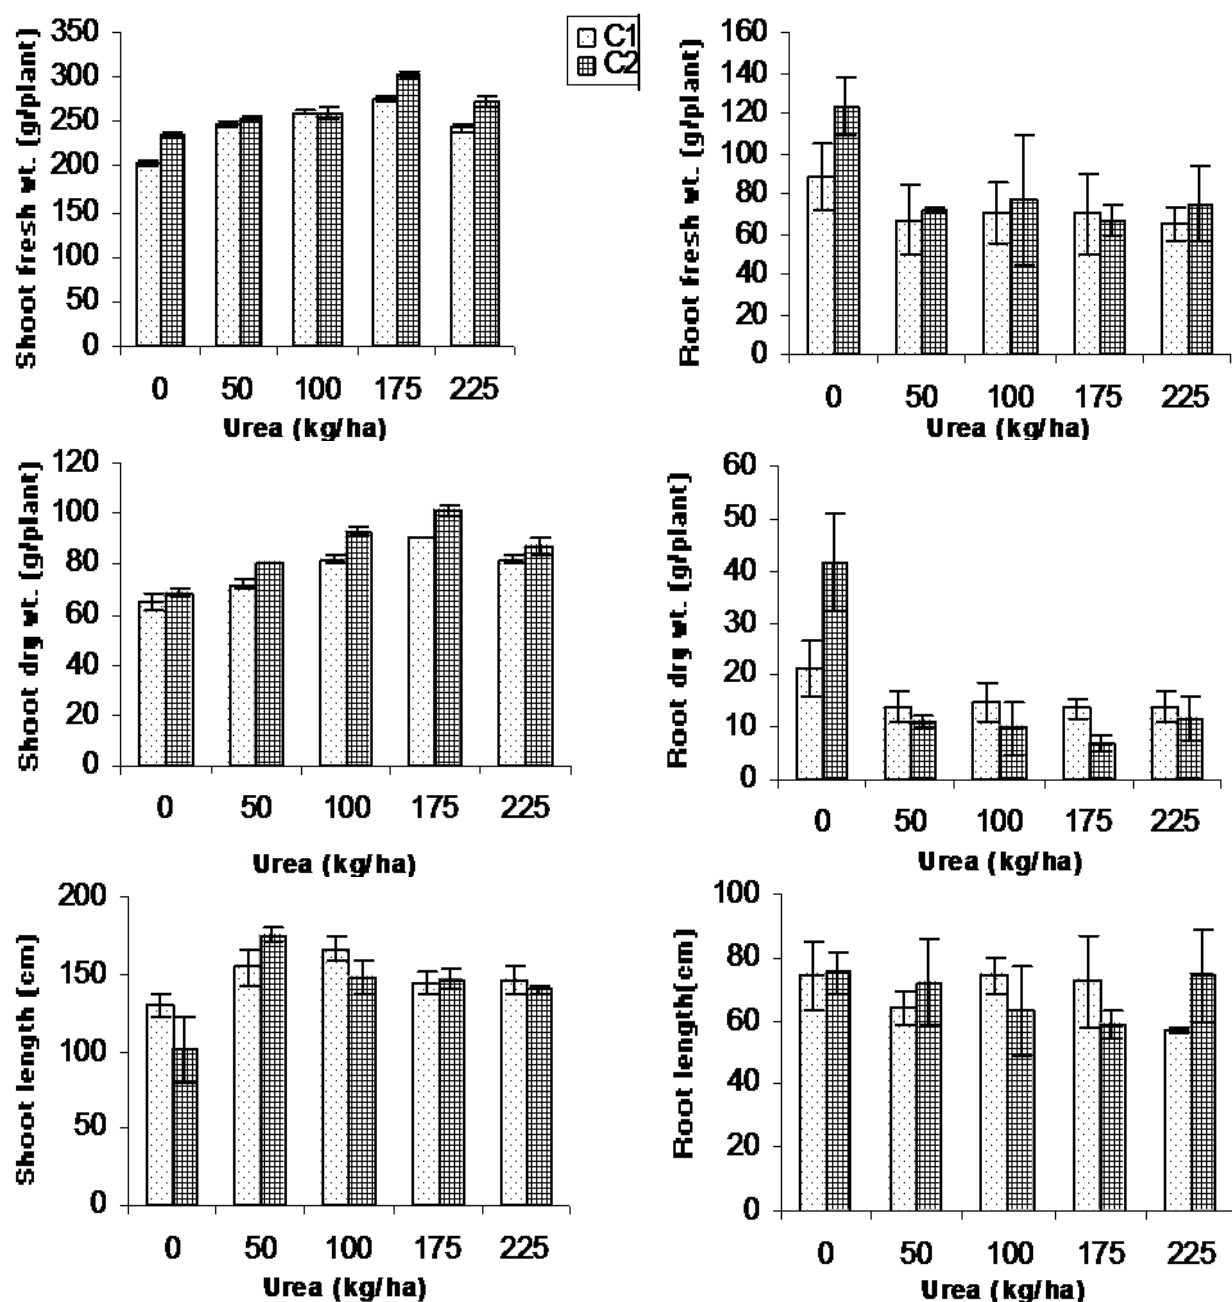 Shoot fresh wt. (g/plant)
350
300
250
200
150
100
50
0
0 50 100 175 225
Urea (kg/ha)
C1
C2
Root fresh wt. (g/plant)
160
140
120
100
80
60
40
20
0
0 50 100 175 225
Urea (kg/ha)
Shoot dry wt. (g/plant)
120
100
80
60
40
20
0
0 50 100 175 225
Urea (kg/ha)
Root dry wt. (g/plant)
60
50
40
30
20
10
0
0 50 100 175 225
Urea (kg/ha)
Shoot length (cm)
200
150
100
50
0
0 50 100 175 225
Urea (kg/ha)
Root length(cm)
100
80
60
40
20
0
0 50 100 175 225
Urea (kg/ha)